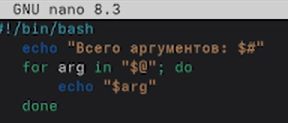 GNU nano 8.3
#!/bin/bash
echo "Всего аргументов: $#"
for arg in "$@"; do
echo "$arg"
done